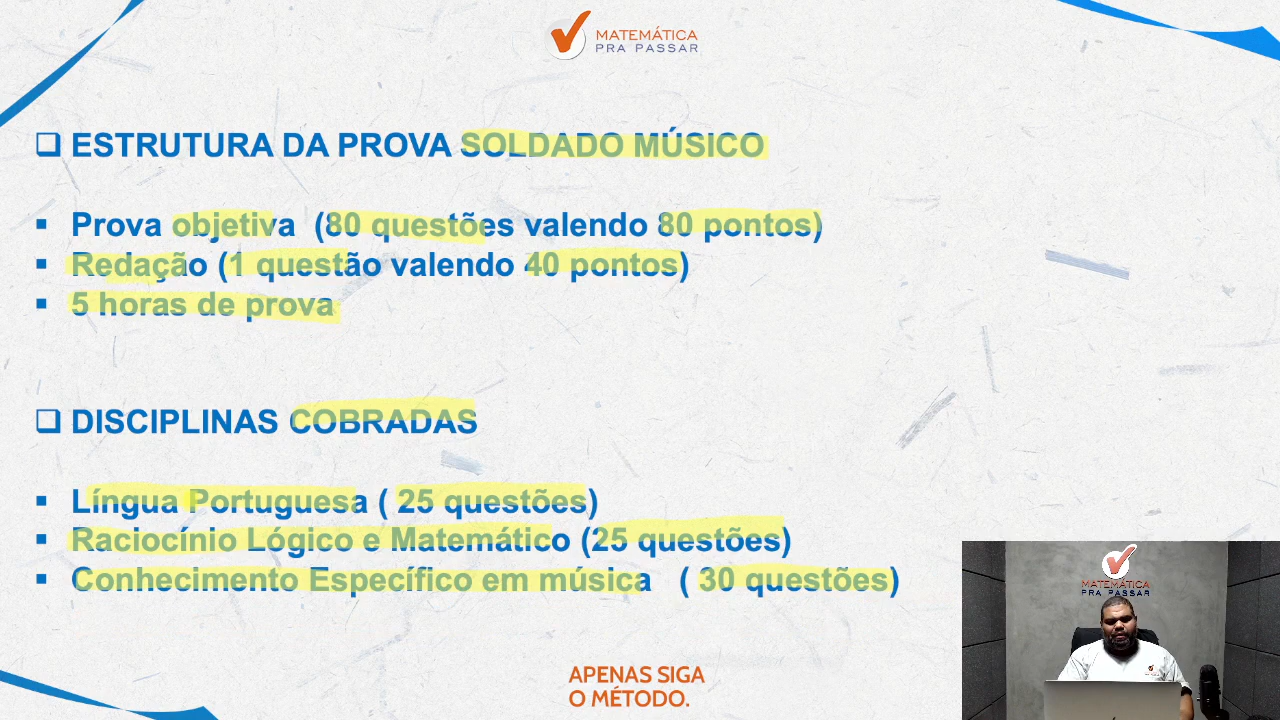 MATEMÁTICA
PRA PASSAR
❑ ESTRUTURA DA PROVA SOLDADO MÚSICO
▪ Prova objetiva (80 questões valendo 80 pontos)
▪ Redação (1 questão valendo 40 pontos)
▪ 5 horas de prova
❑ DISCIPLINAS COBRADAS
▪ Língua Portuguesa ( 25 questões)
▪ Raciocínio Lógico e Matemático (25 questões)
▪ Conhecimento Específico em música ( 30 questões)
MATEMÁTICA
PRA PASSAR
APENAS SIGA
O MÉTODO.